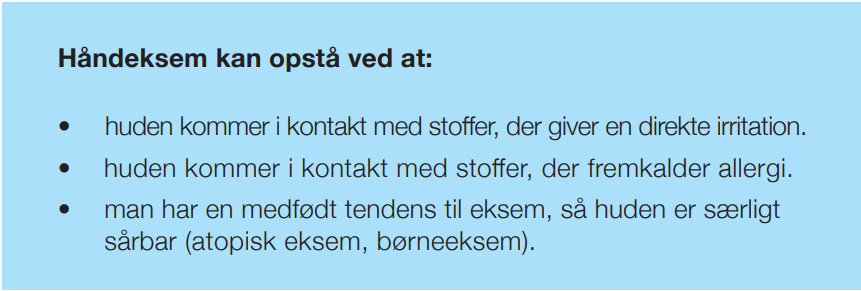 Håndeksem kan opstå ved at:
• huden kommer i kontakt med stoffer, der giver en direkte irritation.
• huden kommer i kontakt med stoffer, der fremkalder allergi.
• man har en medfødt tendens til eksem, så huden er særligt
sårbar (atopisk eksem, børneeksem).